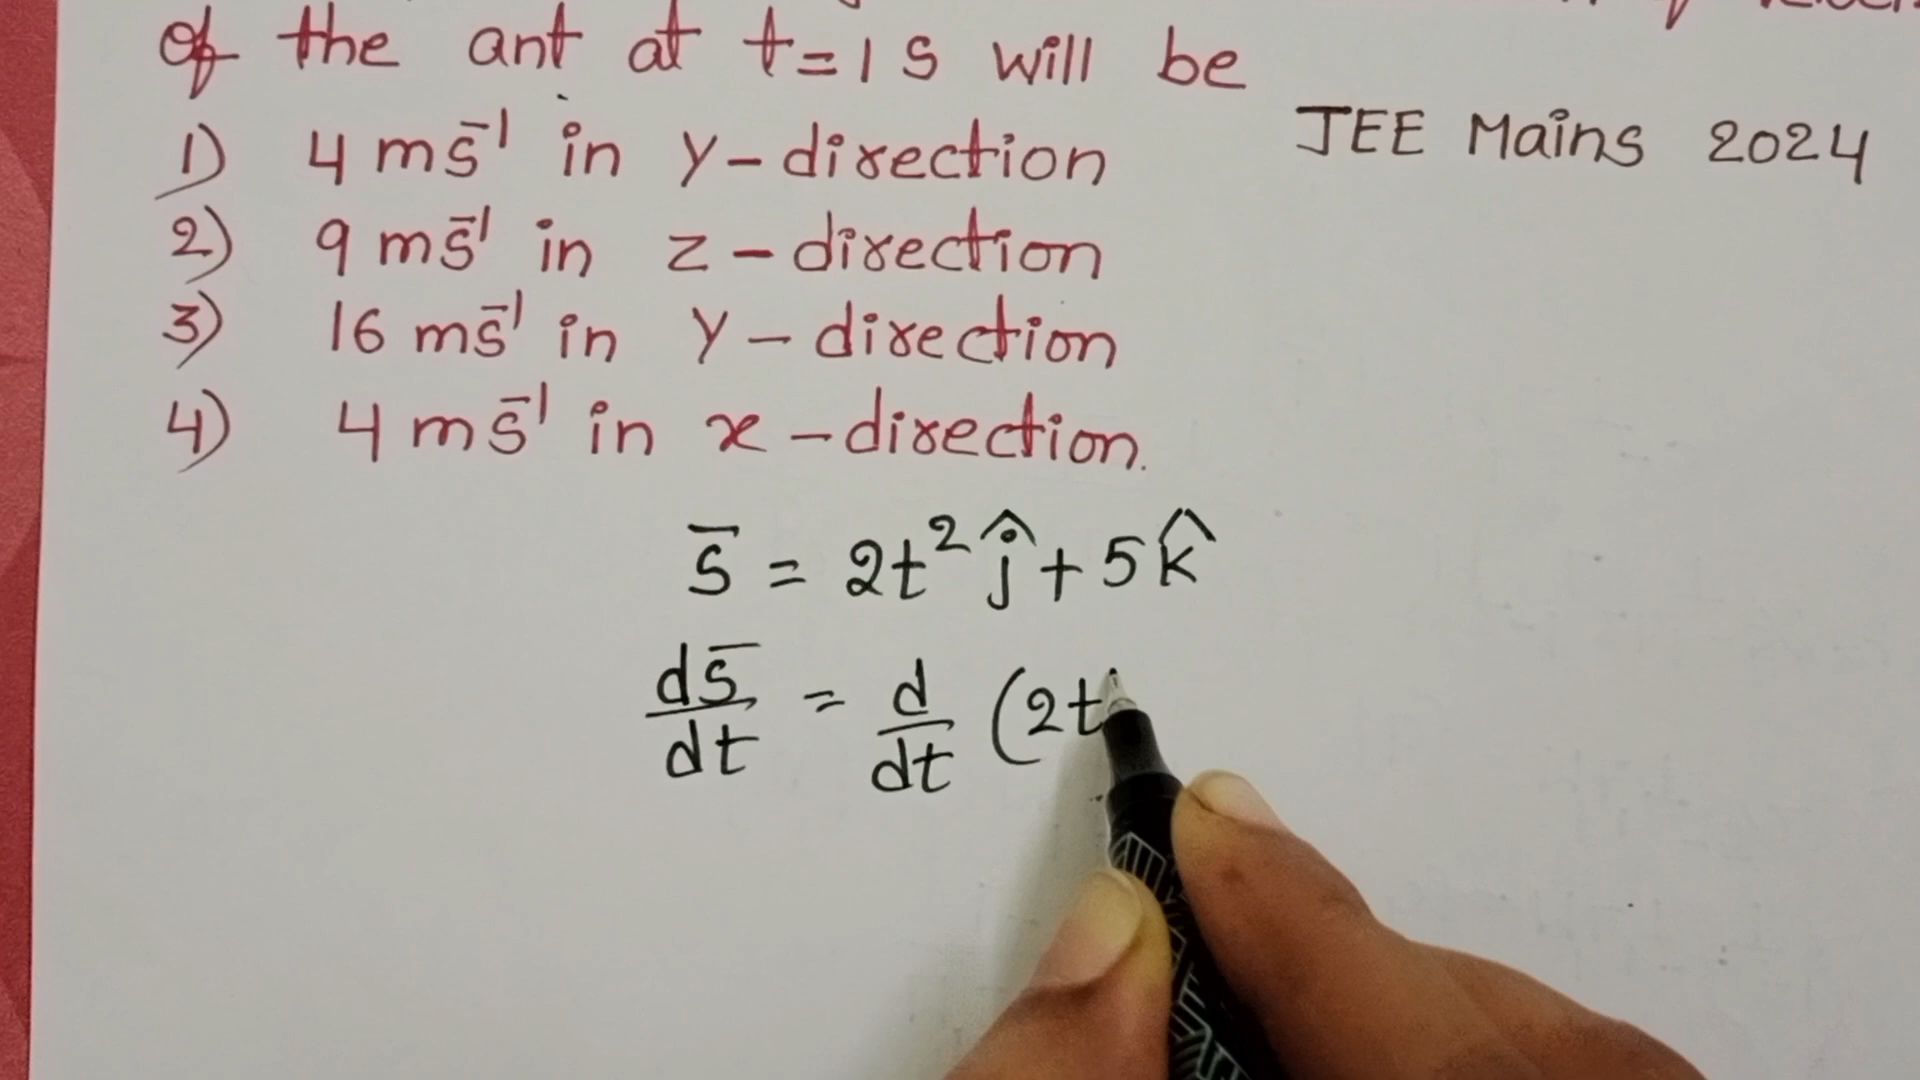 of the ant at t=1 s will be
JEE Mains 2024
1) 4 ms⁻¹ in y-direction
2) 9 ms⁻¹ in z-direction
3) 16 ms⁻¹ in y-direction
4) 4 ms⁻¹ in x-direction.
s̄ = 2t² ĵ + 5 k̂
ds̄/dt = d/dt (2t